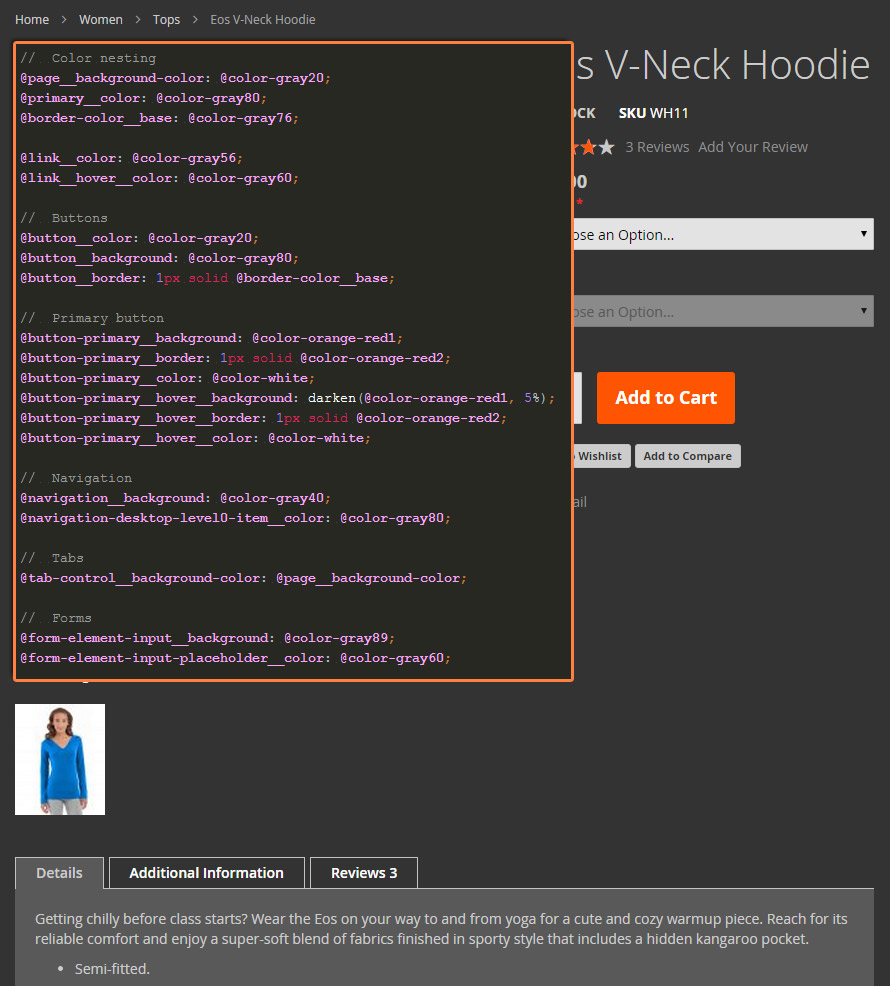 Home > Women > Tops > Eos V-Neck Hoodie
// Color nesting
@page__background-color: @color-gray20;
@primary__color: @color-gray80;
@border-color__base: @color-gray76;
@link__color: @color-gray56;
@link__hover__color: @color-gray60;
// Buttons
@button__color: @color-gray20;
@button__background: @color-gray80;
@button__border: 1px solid @border-color__base;
// Primary button
@button-primary__background: @color-orange-red1;
@button-primary__border: 1px solid @color-orange-red2;
@button-primary__color: @color-white;
@button-primary__hover__background: darken(@color-orange-red1, 5%);
@button-primary__hover__border: 1px solid @color-orange-red2;
@button-primary__hover__color: @color-white;
// Navigation
@navigation__background: @color-gray40;
@navigation-desktop-level0-item__color: @color-gray80;
// Tabs
@tab-control__background-color: @page__background-color;
// Forms
@form-element-input__background: @color-gray89;
@form-element-input-placeholder__color: @color-gray60;
s V-Neck Hoodie
CK SKU WH11
3 Reviews Add Your Review
00
*
ose an Option...
ose an Option...
Add to Cart
Wishlist Add to Compare
ail
Details Additional Information Reviews 3
Getting chilly before class starts? Wear the Eos on your way to and from yoga for a cute and cozy warmup piece. Reach for its
reliable comfort and enjoy a super-soft blend of fabrics finished in sporty style that includes a hidden kangaroo pocket.
• Semi-fitted.